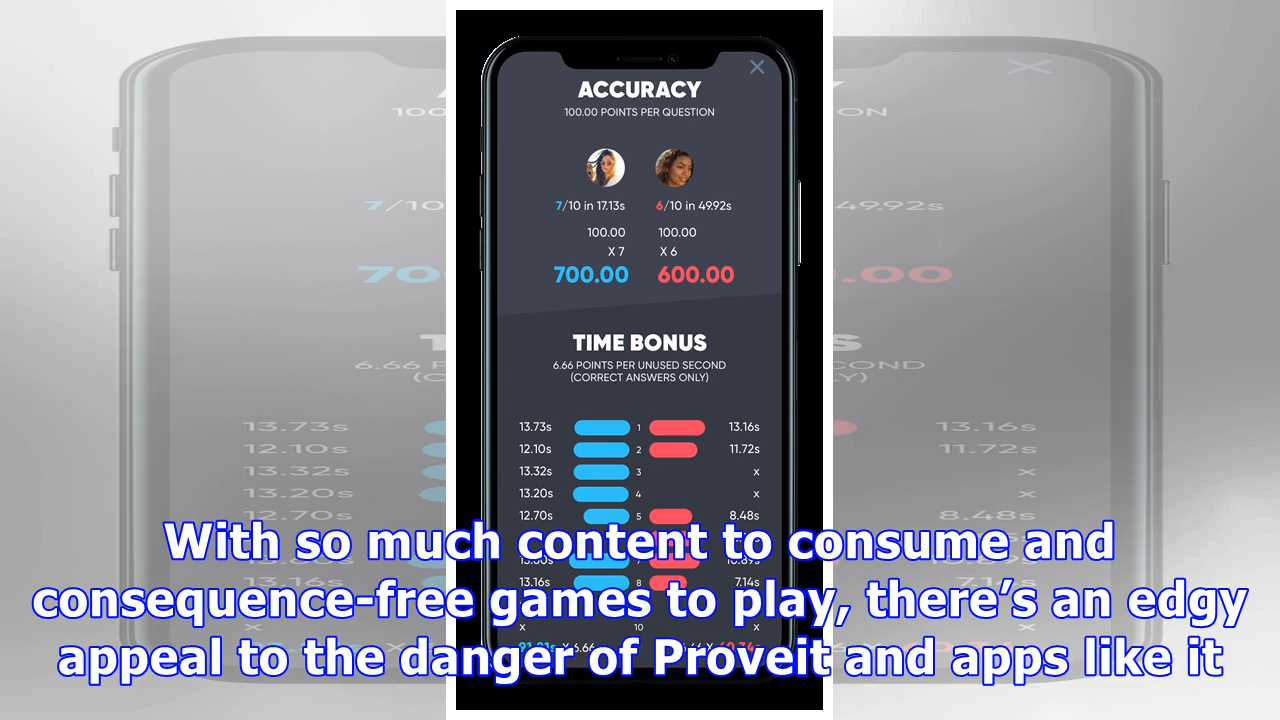 ACCURACY
100.00 POINTS PER QUESTION
7/10 in 17.13s 6/10 in 49.92s
100.00 100.00
X 7 X 6
700.00 600.00
TIME BONUS
6.66 POINTS PER UNUSED SECOND
(CORRECT ANSWERS ONLY)
13.73s 1 13.16s
12.10s 2 11.72s
13.32s 3 x
13.20s 4 x
12.70s 5 8.48s
13.16s 8 7.14s
x 10 x
With so much content to consume and
consequence-free games to play, there’s an edgy
appeal to the danger of Proveit and apps like it